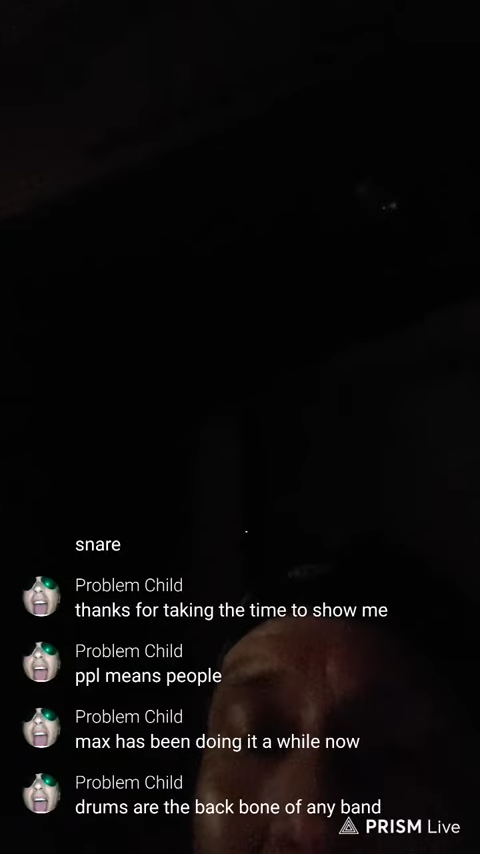 snare
Problem Child
thanks for taking the time to show me
Problem Child
ppl means people
Problem Child
max has been doing it a while now
Problem Child
drums are the back bone of any band
PRISM Live